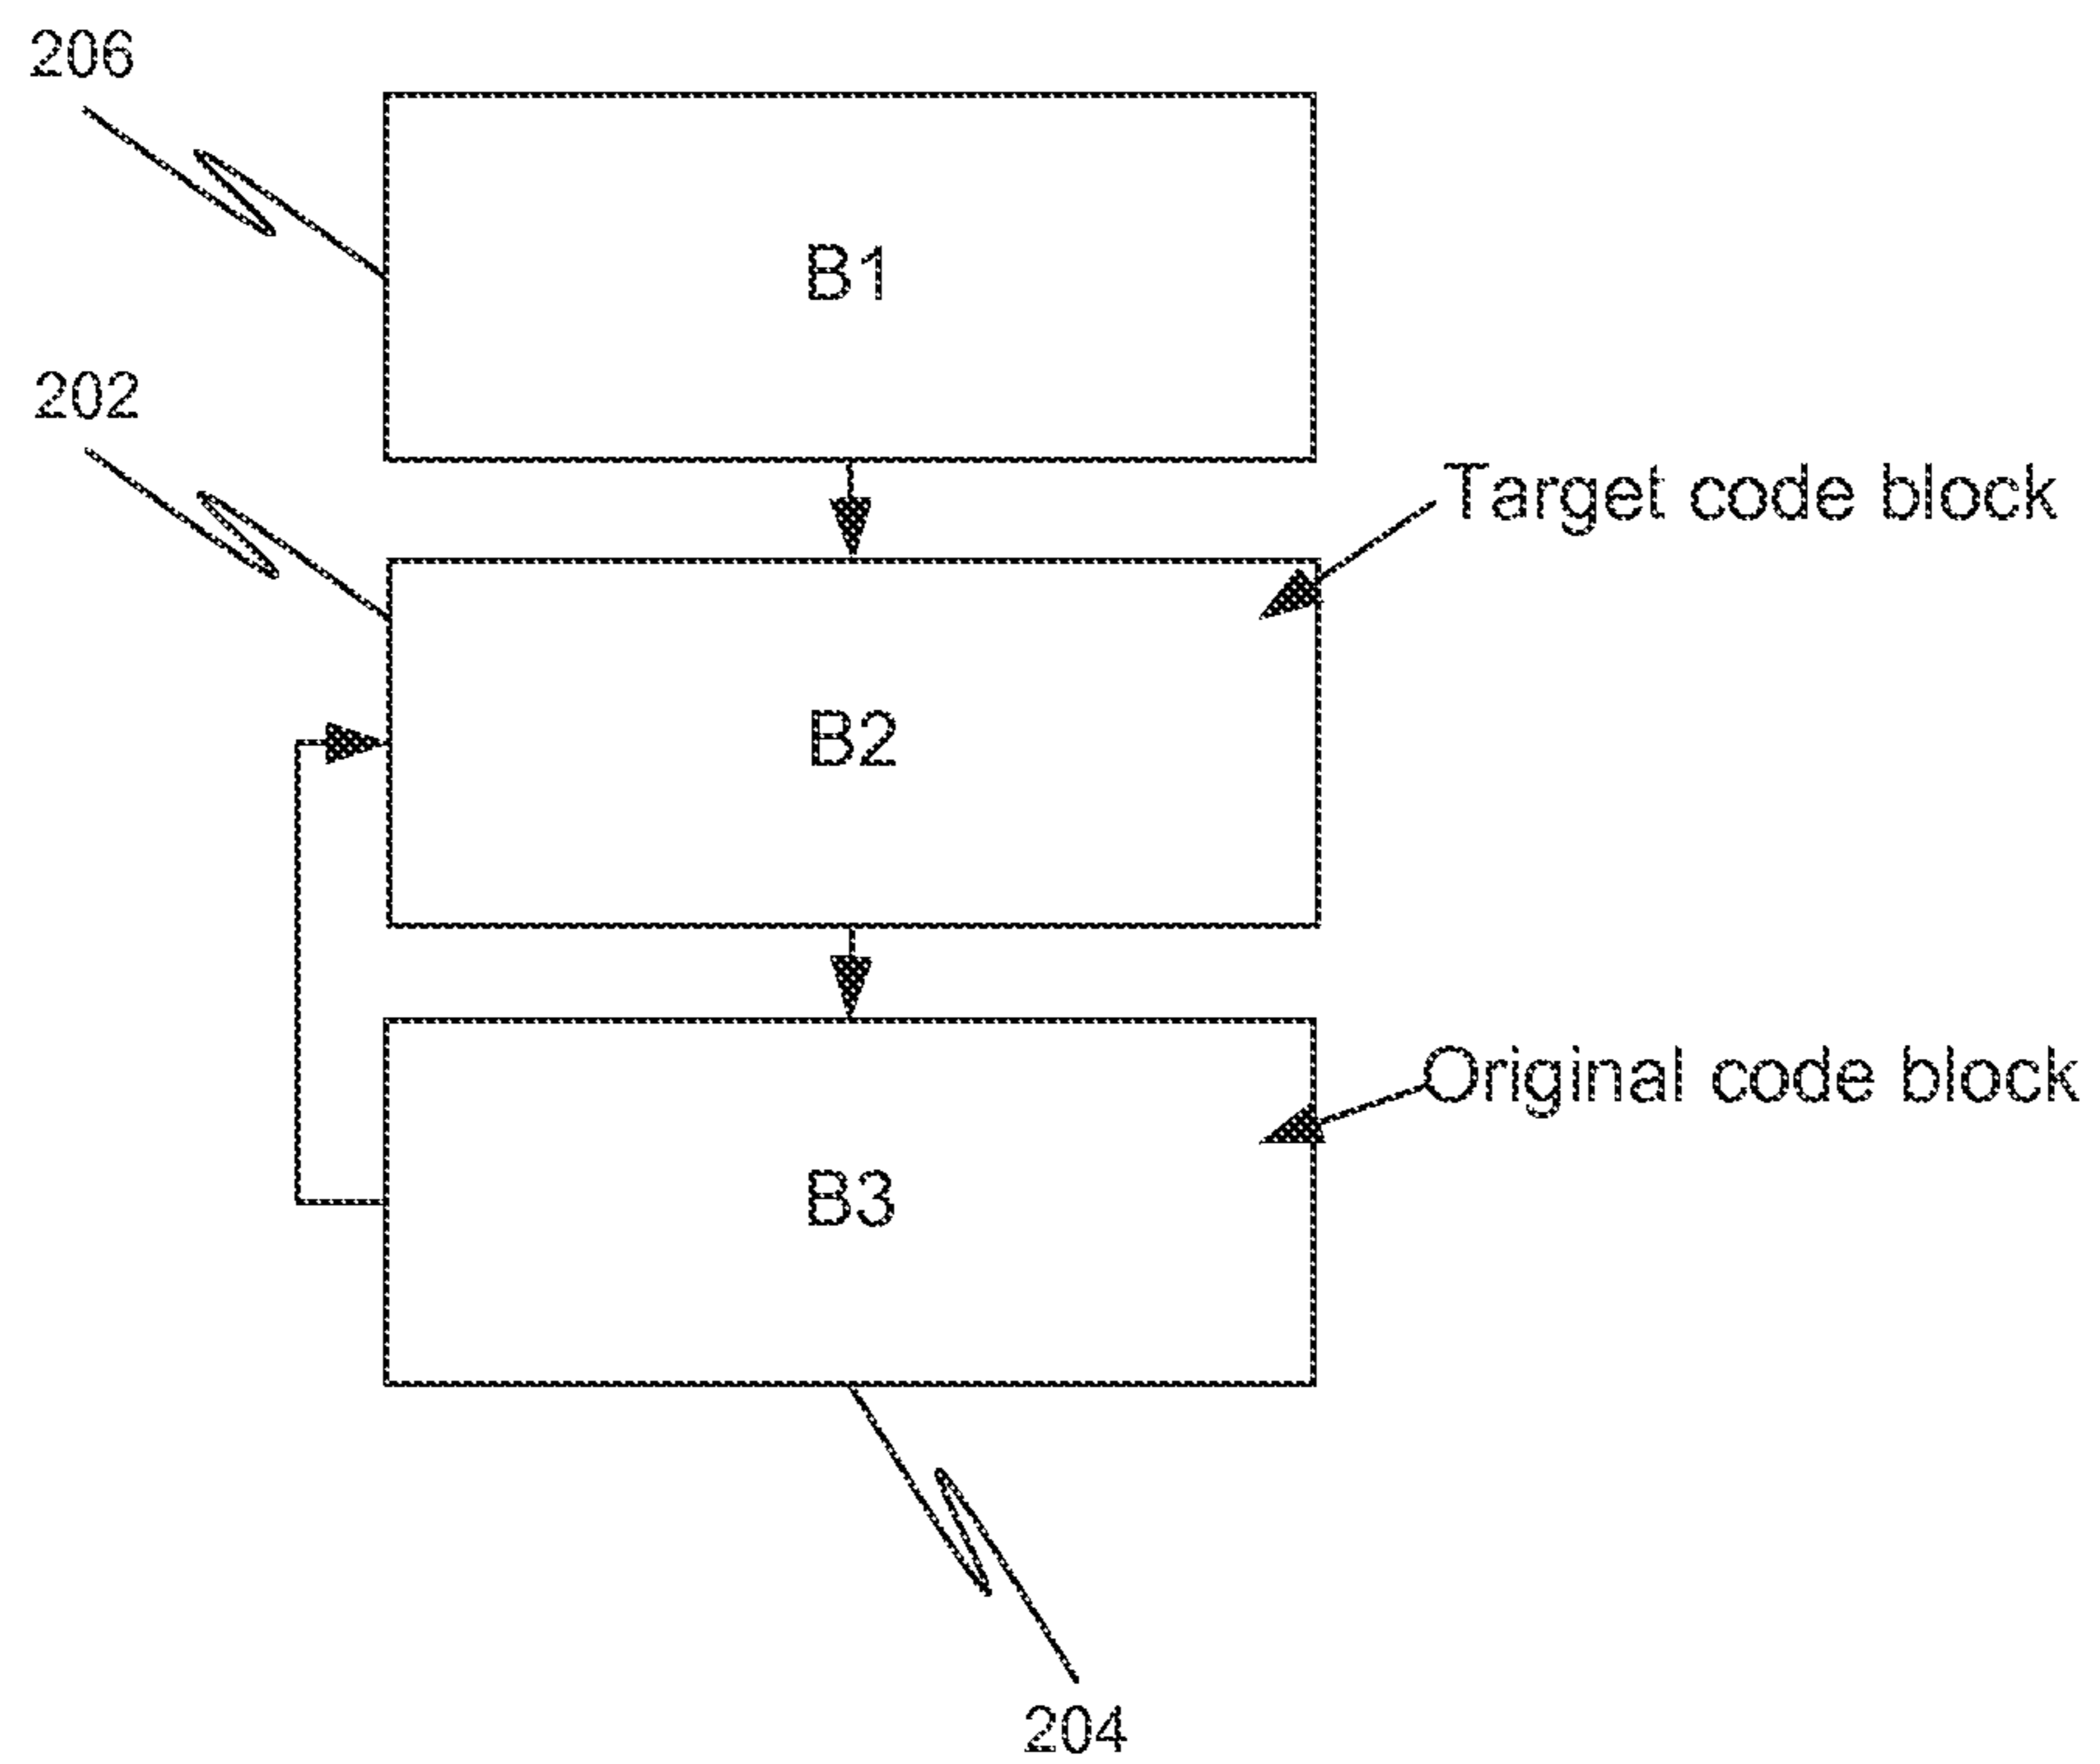 206
B1
202
Target code block
B2
Original code block
B3
204